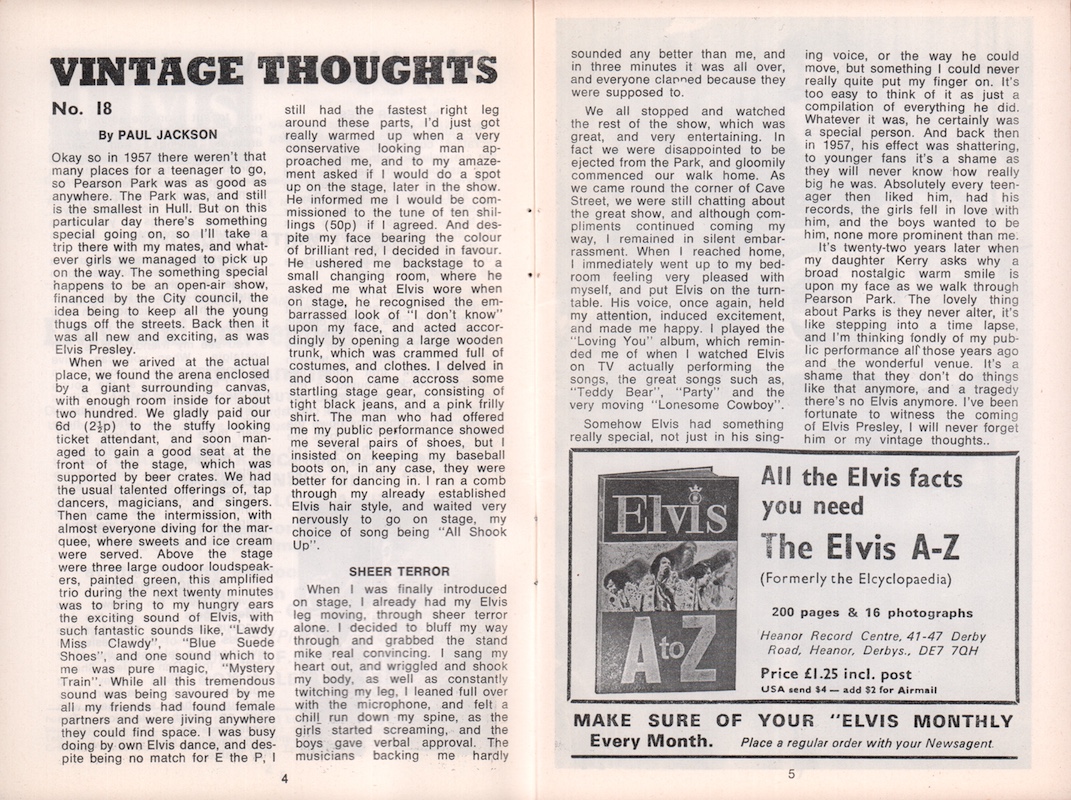 VINTAGE THOUGHTS
No. 18
By PAUL JACKSON
Okay so in 1957 there weren't that
many places for a teenager to go,
so Pearson Park was as good as
anywhere. The Park was, and still
is the smallest in Hull. But on this
particular day there's something
special going on, so I'll take a
trip there with my mates, and what-
ever girls we managed to pick up
on the way. The something special
happens to be an open-air show,
financed by the City council, the
idea being to keep all the young
thugs off the streets. Back then it
was all new and exciting, as was
Elvis Presley.
When we arived at the actual
place, we found the arena enclosed
by a giant surrounding canvas,
with enough room inside for about
two hundred. We gladly paid our
6d (2½p) to the stuffy looking
ticket attendant, and soon man-
aged to gain a good seat at the
front of the stage, which was
supported by beer crates. We had
the usual talented offerings of, tap
dancers, magicians, and singers.
Then came the intermission, with
almost everyone diving for the mar-
quee, where sweets and ice cream
were served. Above the stage
were three large oudoor loudspeak-
ers, painted green, this amplified
trio during the next twenty minutes
was to bring to my hungry ears
the exciting sound of Elvis, with
such fantastic sounds like, "Lawdy
Miss Clawdy", "Blue Suede
Shoes", and one sound which to
me was pure magic, "Mystery
Train". While all this tremendous
sound was being savoured by me
all my friends had found female
partners and were jiving anywhere
they could find space. I was busy
doing by own Elvis dance, and des-
pite being no match for E the P, I
still had the fastest right leg
around these parts, I'd just got
really warmed up when a very
conservative looking man ap-
proached me, and to my amaze-
ment asked if I would do a spot
up on the stage, later in the show.
He informed me I would be com-
missioned to the tune of ten shil-
lings (50p) if I agreed. And des-
pite my face bearing the colour
of brilliant red, I decided in favour.
He ushered me backstage to a
small changing room, where he
asked me what Elvis wore when
on stage, he recognised the em-
barrassed look of "I don't know"
upon my face, and acted accor-
dingly by opening a large wooden
trunk, which was crammed full of
costumes, and clothes. I delved in
and soon came accross some
startling stage gear, consisting of
tight black jeans, and a pink frilly
shirt. The man who had offered
me my public performance showed
me several pairs of shoes, but I
insisted on keeping my baseball
boots on, in any case, they were
better for dancing in. I ran a comb
through my already established
Elvis hair style, and waited very
nervously to go on stage, my
choice of song being "All Shook
Up".
SHEER TERROR
When I was finally introduced
on stage, I already had my Elvis
leg moving, through sheer terror
alone. I decided to bluff my way
through and grabbed the stand
mike real convincing. I sang my
heart out, and wriggled and shook
my body, as well as constantly
twitching my leg, I leaned full over
with the microphone, and felt a
chill run down my spine, as the
girls started screaming, and the
boys gave verbal approval. The
musicians backing me hardly
4
sounded any better than me, and
in three minutes it was all over,
and everyone clapped because they
were supposed to.
We all stopped and watched
the rest of the show, which was
great, and very entertaining. In
fact we were disappointed to be
ejected from the Park, and gloomily
commenced our walk home. As
we came round the corner of Cave
Street, we were still chatting about
the great show, and although com-
pliments continued coming my
way, I remained in silent embar-
rassment. When I reached home,
I immediately went up to my bed-
room feeling very pleased with
myself, and put Elvis on the turn-
table. His voice, once again, held
my attention, induced excitement,
and made me happy. I played the
"Loving You" album, which remin-
ded me of when I watched Elvis
on TV actually performing the
songs, the great songs such as,
"Teddy Bear", "Party" and the
very moving "Lonesome Cowboy".
Somehow Elvis had something
really special, not just in his sing-
ing voice, or the way he could
move, but something I could never
really quite put my finger on. It's
too easy to think of it as just a
compilation of everything he did.
Whatever it was, he certainly was
a special person. And back then
in 1957, his effect was shattering,
to younger fans it's a shame as
they will never know how really
big he was. Absolutely every teen-
ager then liked him, had his
records, the girls fell in love with
him, and the boys wanted to be
him, none more prominent than me.
It's twenty-two years later when
my daughter Kerry asks why a
broad nostalgic warm smile is
upon my face as we walk through
Pearson Park. The lovely thing
about Parks is they never alter, it's
like stepping into a time lapse,
and I'm thinking fondly of my pub-
lic performance all those years ago
and the wonderful venue. It's a
shame that they don't do things
like that anymore, and a tragedy
there's no Elvis anymore. I've been
fortunate to witness the coming
of Elvis Presley, I will never forget
him or my vintage thoughts..
Elvis
A to Z
All the Elvis facts
you need
The Elvis A-Z
(Formerly the Elcyclopaedia)
200 pages & 16 photographs
Heanor Record Centre, 41-47 Derby
Road, Heanor, Derbys., DE7 7QH
Price £1.25 incl. post
USA send $4 — add $2 for Airmail
MAKE SURE OF YOUR "ELVIS MONTHLY
Every Month. Place a regular order with your Newsagent.
5